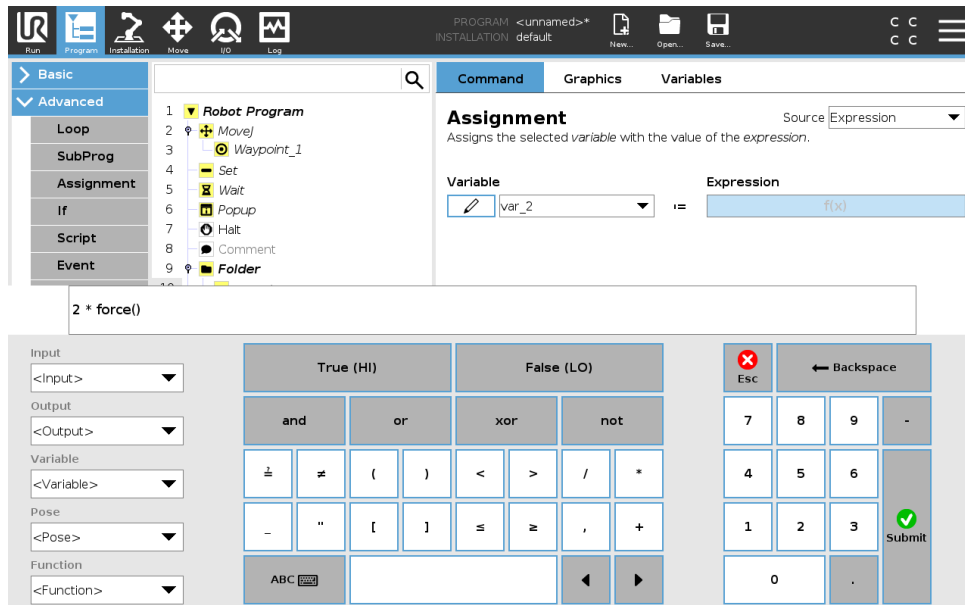 PROGRAM <unnamed>*
INSTALLATION default
Run Program Installation Move I/O Log New... Open... Save...
C C
C C
Basic
Advanced
Loop
SubProg
Assignment
If
Script
Event
1 Robot Program
2 MoveJ
3 Waypoint_1
4 Set
5 Wait
6 Popup
7 Halt
8 Comment
9 Folder
Command Graphics Variables
Assignment
Source Expression
Assigns the selected variable with the value of the expression.
Variable Expression
var_2 := f(x)
2 * force()
Input
<Input>
Output
<Output>
Variable
<Variable>
Pose
<Pose>
Function
<Function>
True (HI) False (LO)
and or xor not
≟ ≠ ( ) < > / *
_ " [ ] ≤ ≥ , +
ABC
Esc Backspace
7 8 9 -
4 5 6
1 2 3 Submit
0 .